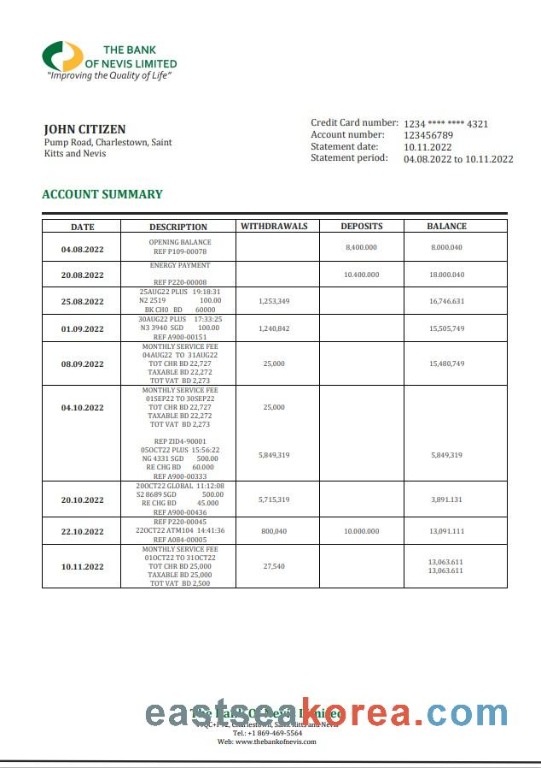 THE BANK
OF NEVIS LIMITED
"Improving the Quality of Life"
JOHN CITIZEN
Pump Road, Charlestown, Saint
Kitts and Nevis
Credit Card number: 1234 **** **** 4321
Account number: 123456789
Statement date: 10.11.2022
Statement period: 04.08.2022 to 10.11.2022
ACCOUNT SUMMARY
DATE DESCRIPTION WITHDRAWALS DEPOSITS BALANCE
OPENING BALANCE
04.08.2022 8,400.000 8.000.040
REF P109-00078
ENERGY PAYMENT
20.08.2022 10.400.000 18.000.040
REF P220-00008
25AUG22 PLUS 19:18:31
25.08.2022 N2 2519 100.00 1,253,349 16,746.631
BK CH0 BD 60000
30AUG22 PLUS 17:33:25
01.09.2022 N3 3940 SGD 100.00 1,240,842 15,505,749
REF A900-00151
MONTHLY SERVICE FEE
04AUG22 TO 31AUG22
08.09.2022 TOT CHR BD 22,727 25,000 15,480,749
TAXABLE BD 22,272
TOT VAT BD 2,273
MONTHLY SERVICE FEE
01SEP22 TO 30SEP22
04.10.2022 TOT CHR BD 22,727 25,000
TAXABLE BD 22,272
TOT VAT BD 2,273
REP ZID4-90001
05OCT22 PLUS 15:56:22
NG 4331 SGD 500.00 5,849,319 5,849,319
RE CHG BD 60.000
REF A900-00333
20OCT22 GLOBAL 11:12:08
20.10.2022 S2 8689 SGD 500.00 5,715,319 3,891.131
RE CHG BD 45.000
REF A900-00436
REF P220-00045
22.10.2022 22OCT22 ATM104 14:41:36 800,040 10.000.000 13,091.111
REF A084-00005
MONTHLY SERVICE FEE
01OCT22 TO 31OCT22
10.11.2022 TOT CHR BD 25,000 27,540 13,063.611
TAXABLE BD 25,000 13,063.611
TOT VAT BD 2,500
The Bank Of Nevis Limited
eastseakorea.com
Charlestown, Saint Kitts and Nevis
Tel.: +1 869-469-5564
Web: www.thebankofnevis.com